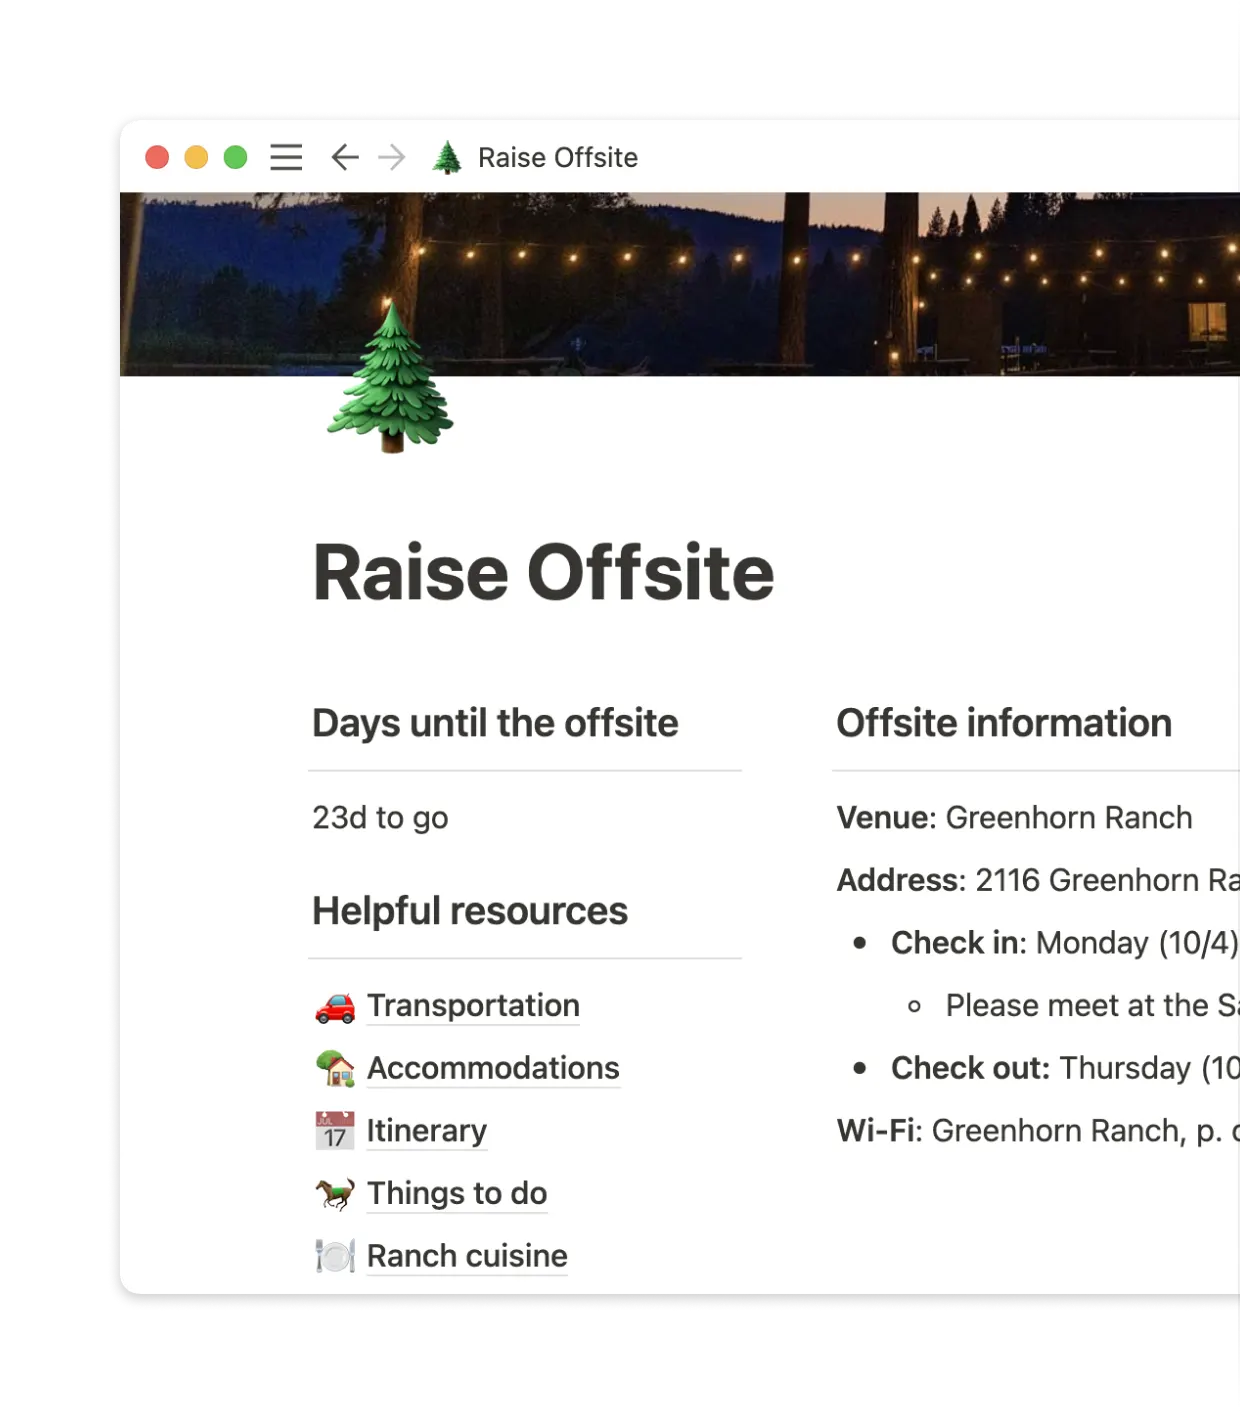 Raise Offsite
Raise Offsite
Days until the offsite
23d to go
Helpful resources
Transportation
Accommodations
JUL
17
Itinerary
Things to do
Ranch cuisine
Offsite information
Venue: Greenhorn Ranch
Address: 2116 Greenhorn
Check in: Monday (10/4)
Please meet at the
Check out: Thursday (10
Wi-Fi: Greenhorn Ranch, p.